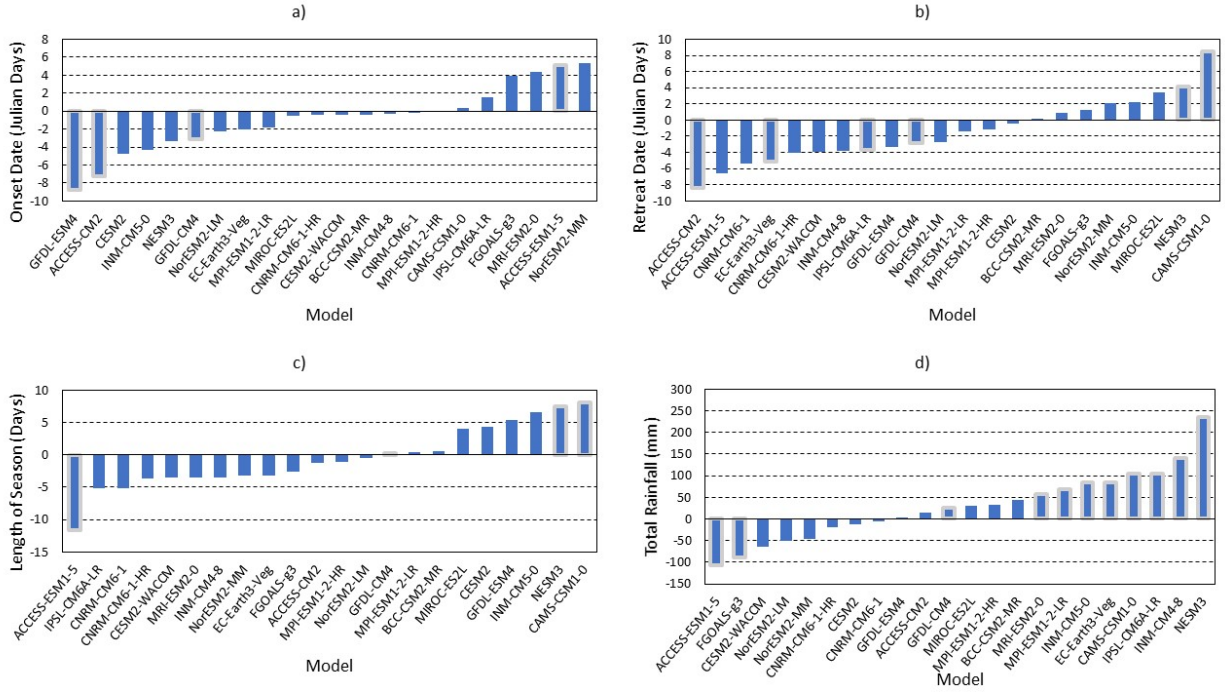 a)
Onset Date (Julian Days)
8
6
4
2
0
-2
-4
-6
-8
-10
GFDL-ESM4
ACCESS-CM2
CESM2
INM-CM5-0
NESM3
GFDL-CM4
NorESM2-LM
EC-Earth3-Veg
MPI-ESM1-2-LR
MIROC-ES2L
CNRM-CM6-1-HR
CESM2-WACCM
BCC-CSM2-MR
INM-CM4-8
CNRM-CM6-1
MPI-ESM1-2-HR
CAMS-CSM1-0
IPSL-CM6A-LR
FGOALS-g3
MRI-ESM2-0
ACCESS-ESM1-5
NorESM2-MM
Model
b)
Retreat Date (Julian Days)
10
8
6
4
2
0
-2
-4
-6
-8
-10
ACCESS-CM2
ACCESS-ESM1-5
CNRM-CM6-1
EC-Earth3-Veg
CNRM-CM6-1-HR
CESM2-WACCM
INM-CM4-8
IPSL-CM6A-LR
GFDL-ESM4
GFDL-CM4
NorESM2-LM
MPI-ESM1-2-LR
MPI-ESM1-2-HR
CESM2
BCC-CSM2-MR
MRI-ESM2-0
FGOALS-g3
NorESM2-MM
INM-CM5-0
MIROC-ES2L
NESM3
CAMS-CSM1-0
Model
c)
Length of Season (Days)
10
5
0
-5
-10
-15
ACCESS-ESM1-5
IPSL-CM6A-LR
CNRM-CM6-1
CNRM-CM6-1-HR
CESM2-WACCM
MRI-ESM2-0
INM-CM4-8
NorESM2-MM
EC-Earth3-Veg
FGOALS-g3
ACCESS-CM2
MPI-ESM1-2-HR
NorESM2-LM
GFDL-CM4
MPI-ESM1-2-LR
BCC-CSM2-MR
MIROC-ES2L
CESM2
GFDL-ESM4
INM-CM5-0
NESM3
CAMS-CSM1-0
Model
d)
Total Rainfall (mm)
300
250
200
150
100
50
0
-50
-100
-150
ACCESS-ESM1-5
FGOALS-g3
CESM2-WACCM
NorESM2-LM
NorESM2-MM
CNRM-CM6-1-HR
CESM2
CNRM-CM6-1
GFDL-ESM4
ACCESS-CM2
GFDL-CM4
MIROC-ES2L
MPI-ESM1-2-HR
BCC-CSM2-MR
MRI-ESM2-0
MPI-ESM1-2-LR
INM-CM5-0
EC-Earth3-Veg
CAMS-CSM1-0
IPSL-CM6A-LR
INM-CM4-8
NESM3
Model